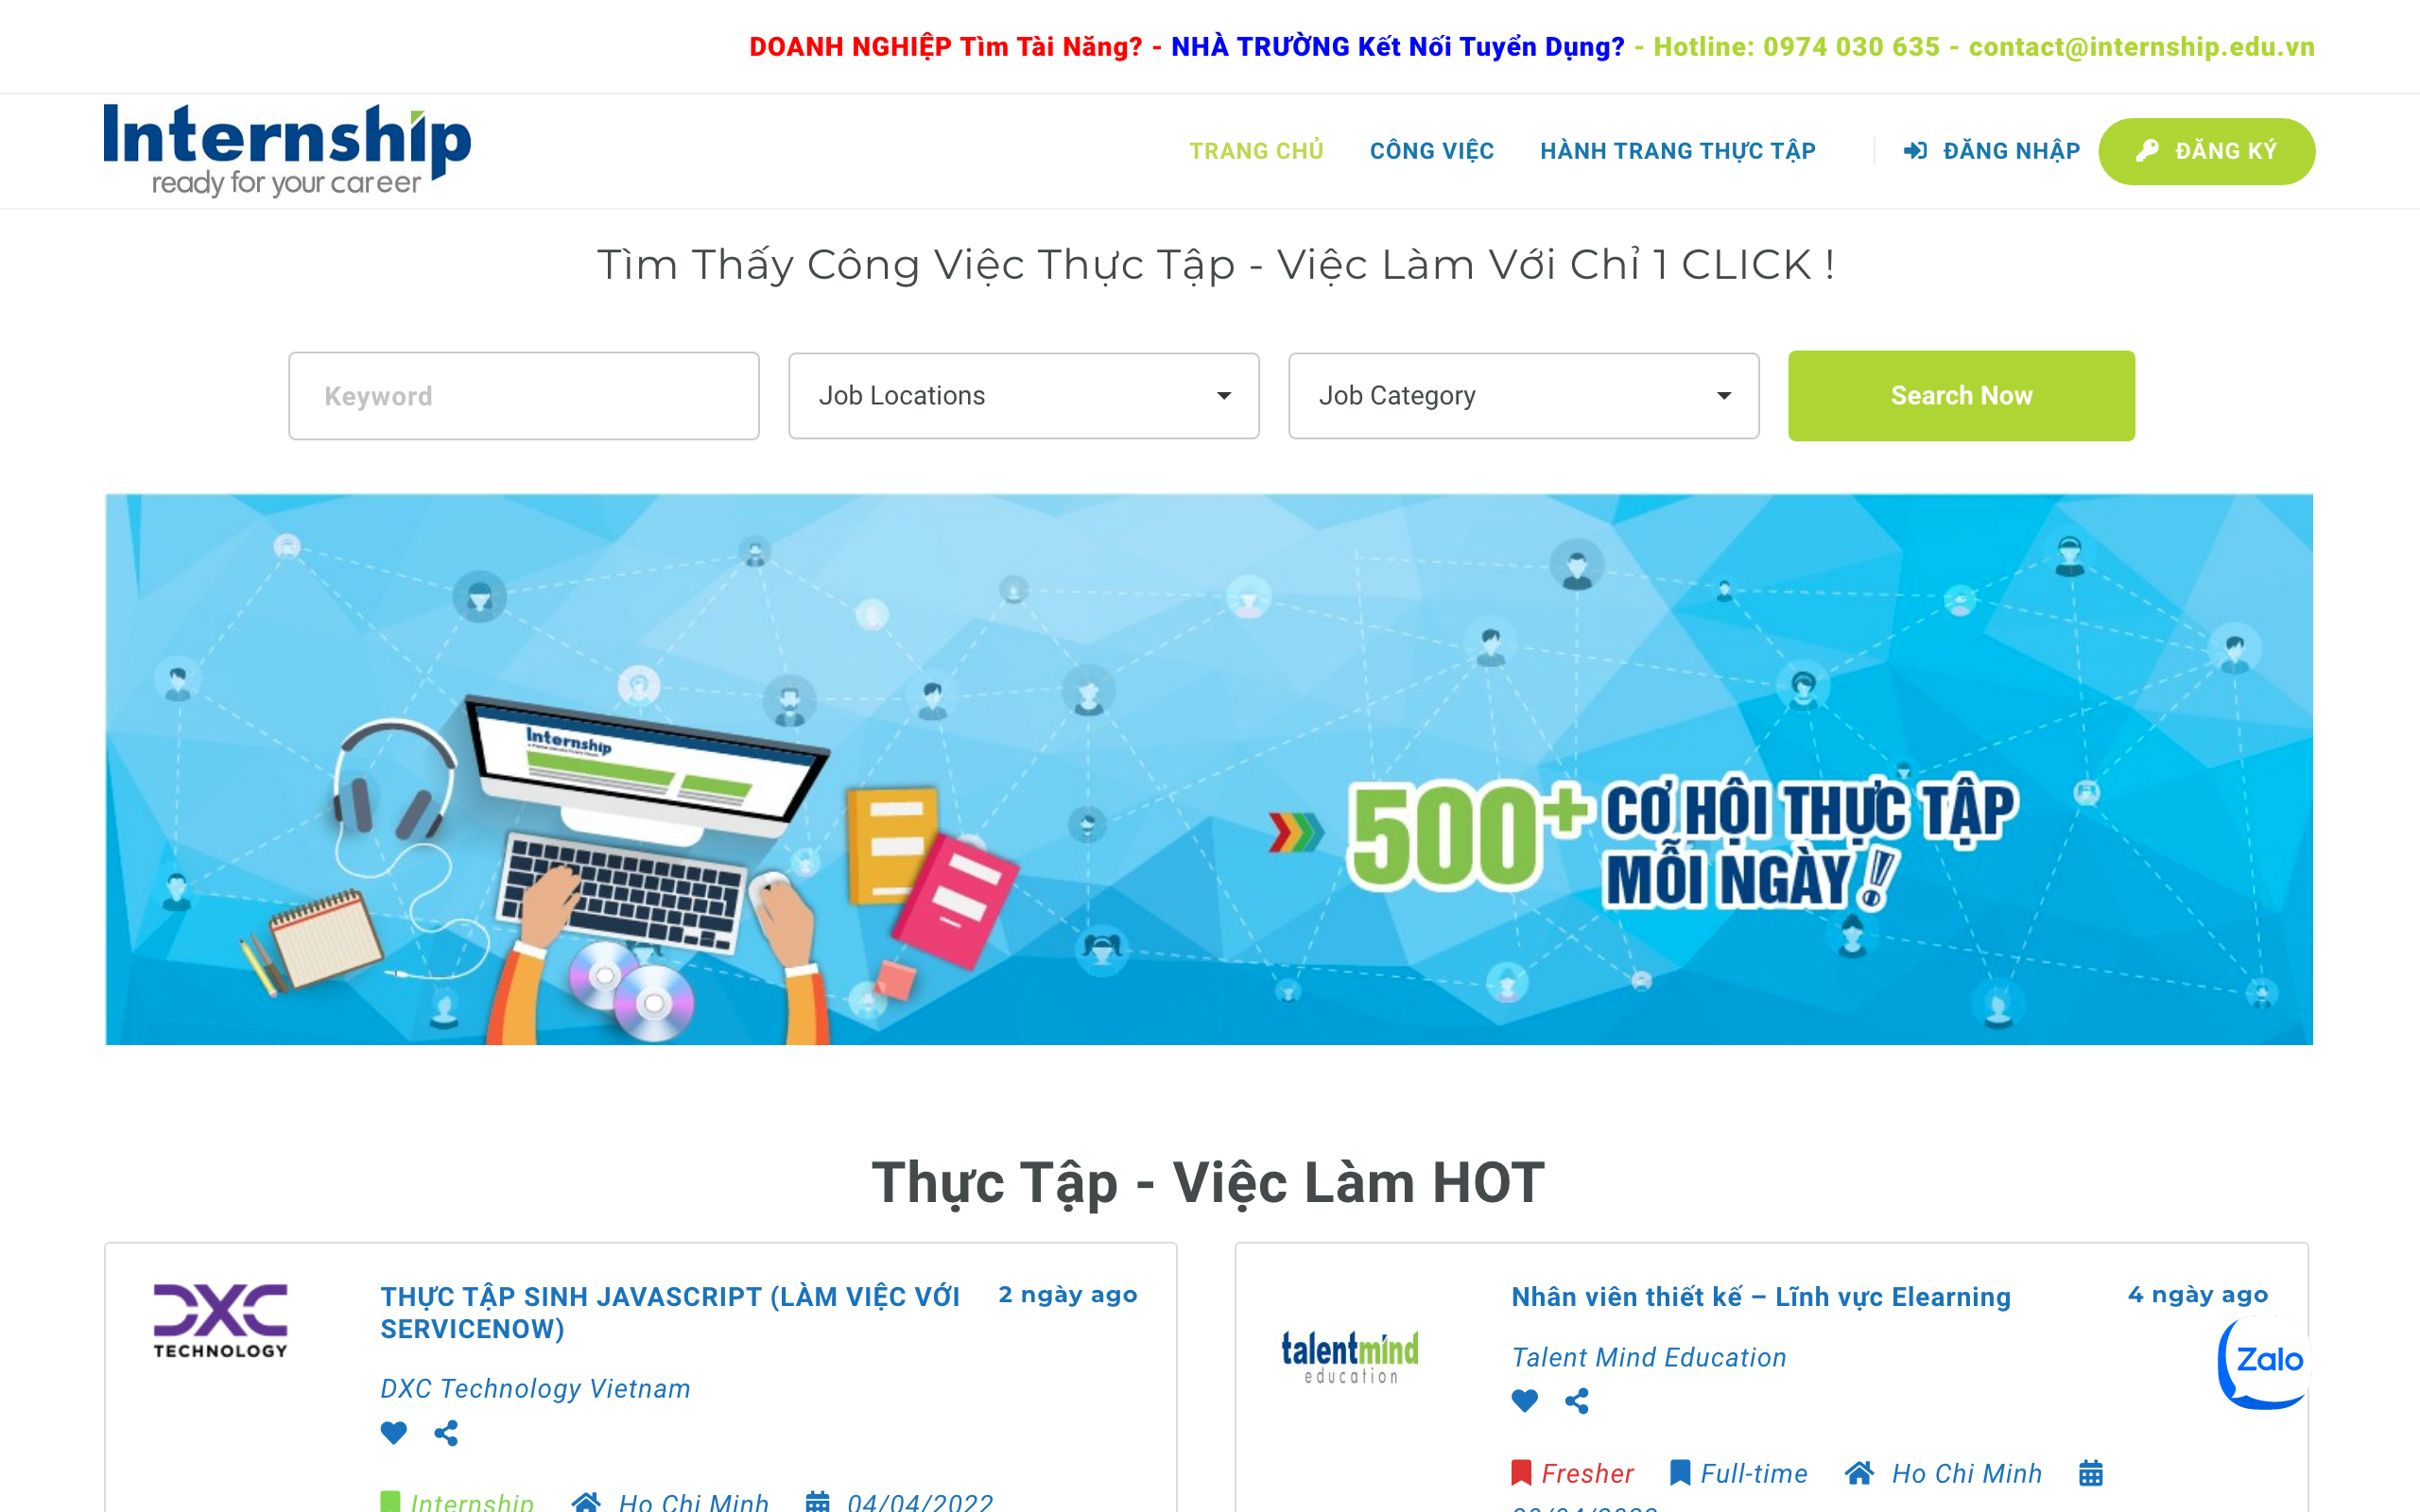 DOANH NGHIỆP Tìm Tài Năng? - NHÀ TRƯỜNG Kết Nối Tuyển Dụng? - Hotline: 0974 030 635 - contact@internship.edu.vn
Internship
ready for your career
TRANG CHỦ CÔNG VIỆC HÀNH TRANG THỰC TẬP ĐĂNG NHẬP ĐĂNG KÝ
Tìm Thấy Công Việc Thực Tập - Việc Làm Với Chỉ 1 CLICK !
Keyword Job Locations Job Category Search Now
Internship
500+ CƠ HỘI THỰC TẬP
MỖI NGÀY!
Thực Tập - Việc Làm HOT
DXC
TECHNOLOGY
THỰC TẬP SINH JAVASCRIPT (LÀM VIỆC VỚI
SERVICENOW)
2 ngày ago
DXC Technology Vietnam
Internship Ho Chi Minh 04/04/2022
talentmind
education
Nhân viên thiết kế – Lĩnh vực Elearning
4 ngày ago
Talent Mind Education
Zalo
Fresher Full-time Ho Chi Minh